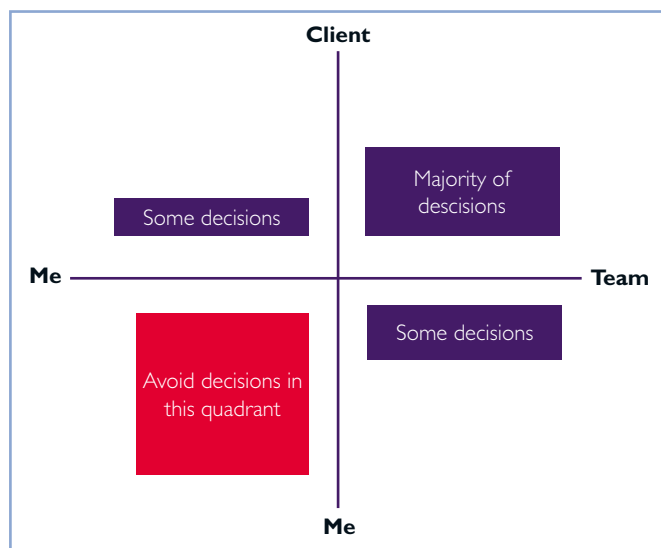 Client
Majority of
descisions
Some decisions
Me
Team
Some decisions
Avoid decisions in
this quadrant
Me